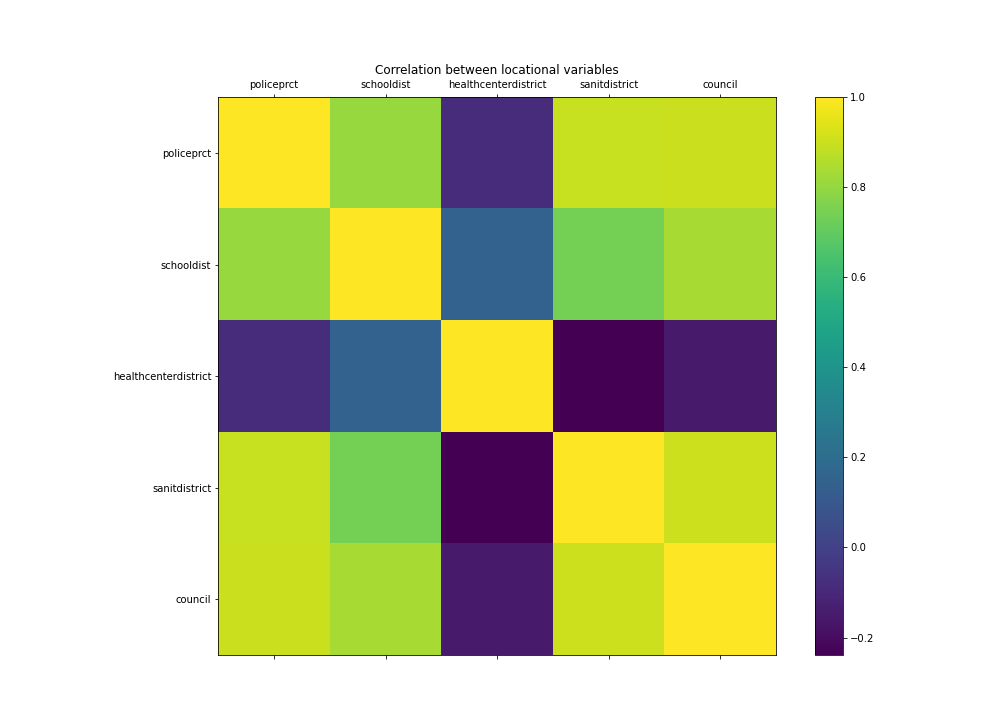 Correlation between locational variables
policeprct schooldist healthcenterdistrict sanitdistrict council
policeprct
schooldist
healthcenterdistrict
sanitdistrict
council
1.0
0.8
0.6
0.4
0.2
0.0
−0.2